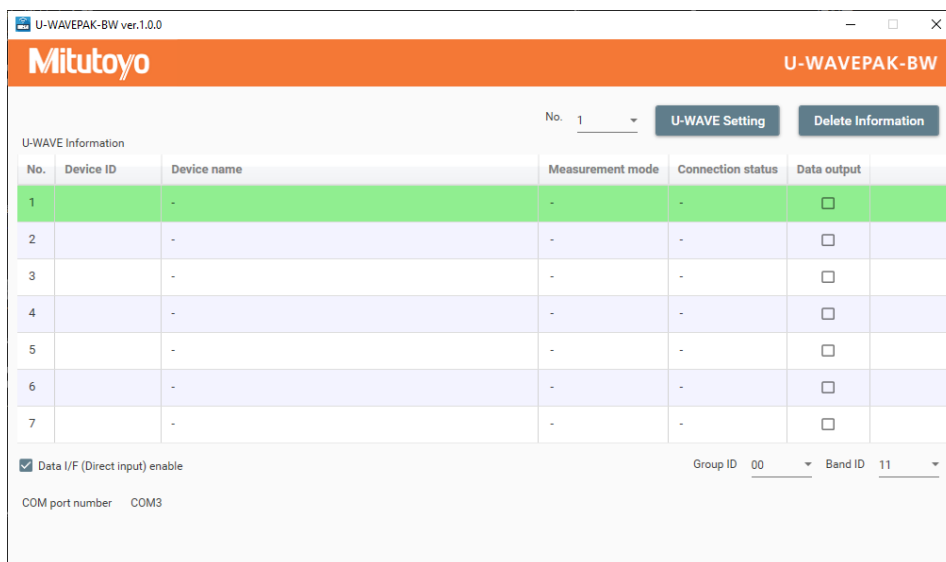 U-WAVEPAK-BW ver.1.0.0
Mitutoyo
U-WAVEPAK-BW
No. 1 U-WAVE Setting Delete Information
U-WAVE Information
No. Device ID Device name Measurement mode Connection status Data output
1 - - -
2 - - -
3 - - -
4 - - -
5 - - -
6 - - -
7 - - -
Data I/F (Direct input) enable Group ID 00 Band ID 11
COM port number COM3